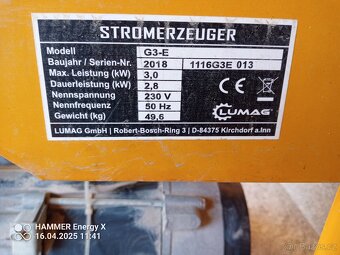 STROMERZEUGER
Modell G3-E
Baujahr / Serien-Nr. 2018 1116G3E 013
Max. Leistung (kW) 3,0
Dauerleistung (kW) 2,8
Nennspannung 230 V
Nennfrequenz 50 Hz
Gewicht (kg) 49,6
CE
LUMAG
LUMAG GmbH | Robert-Bosch-Ring 3 | D-84375 Kirchdorf a.Inn
HAMMER Energy X
16.04.2025 11:41